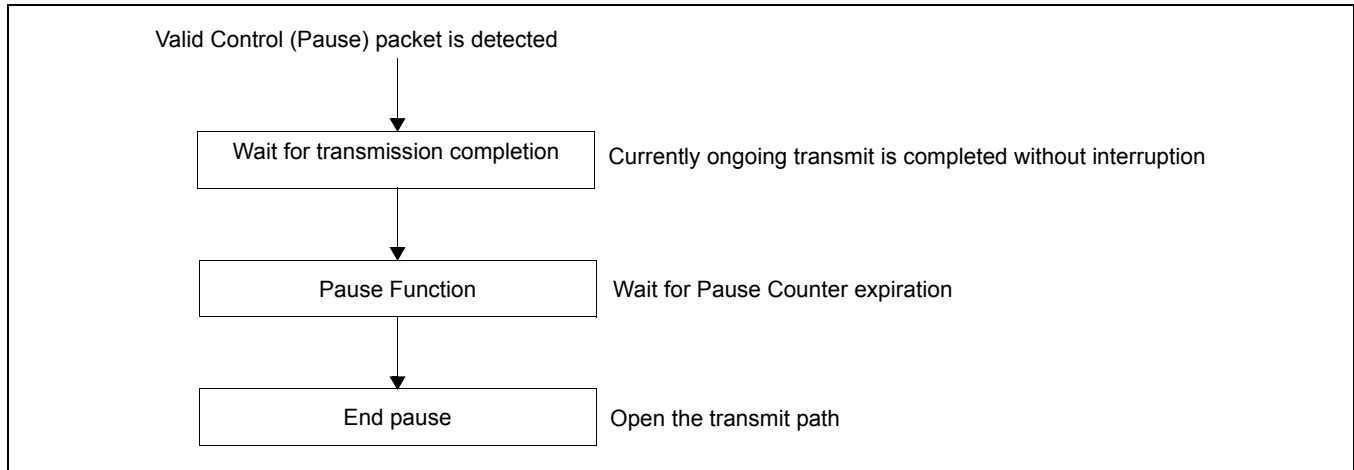 Valid Control (Pause) packet is detected
Wait for transmission completion
Currently ongoing transmit is completed without interruption
Pause Function
Wait for Pause Counter expiration
End pause
Open the transmit path